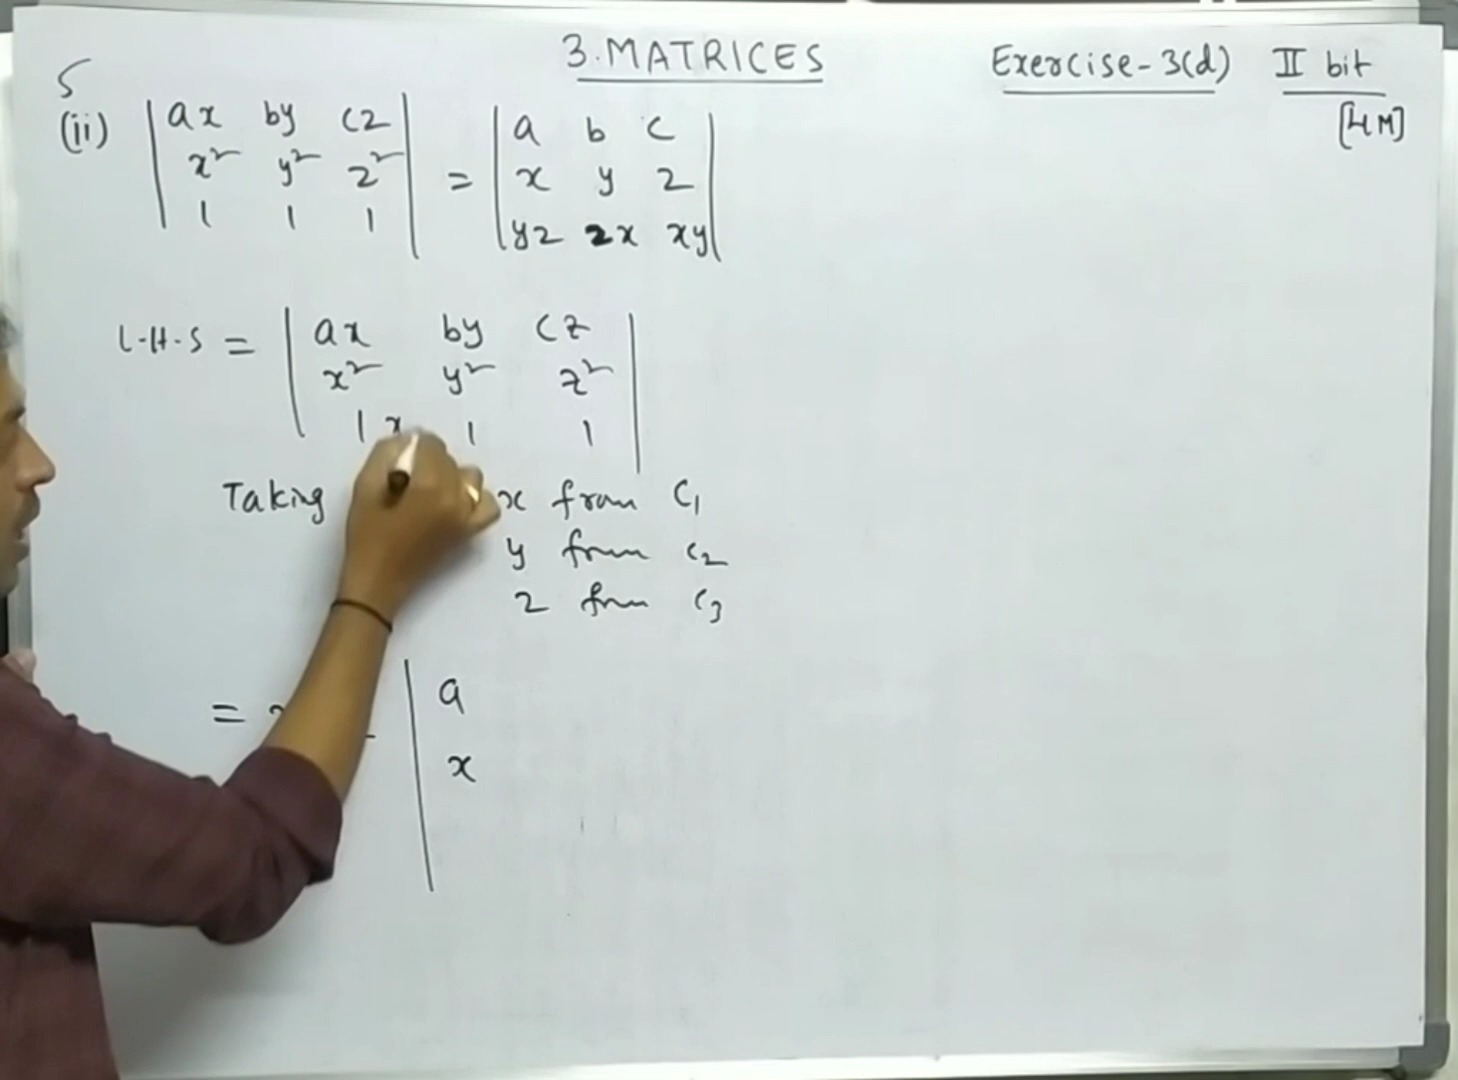 3.MATRICES
Exercise-3(d) II bit
[4M]
5
(ii) | ax by cz |
| x² y² z² | = | a b c |
| 1 1 1 | | x y z |
| yz zx xy |
L-H-S = | ax by cz |
| x² y² z² |
| 1 x 1 1 |
Taking x from C₁
y from C₂
z from C₃
= | a
x